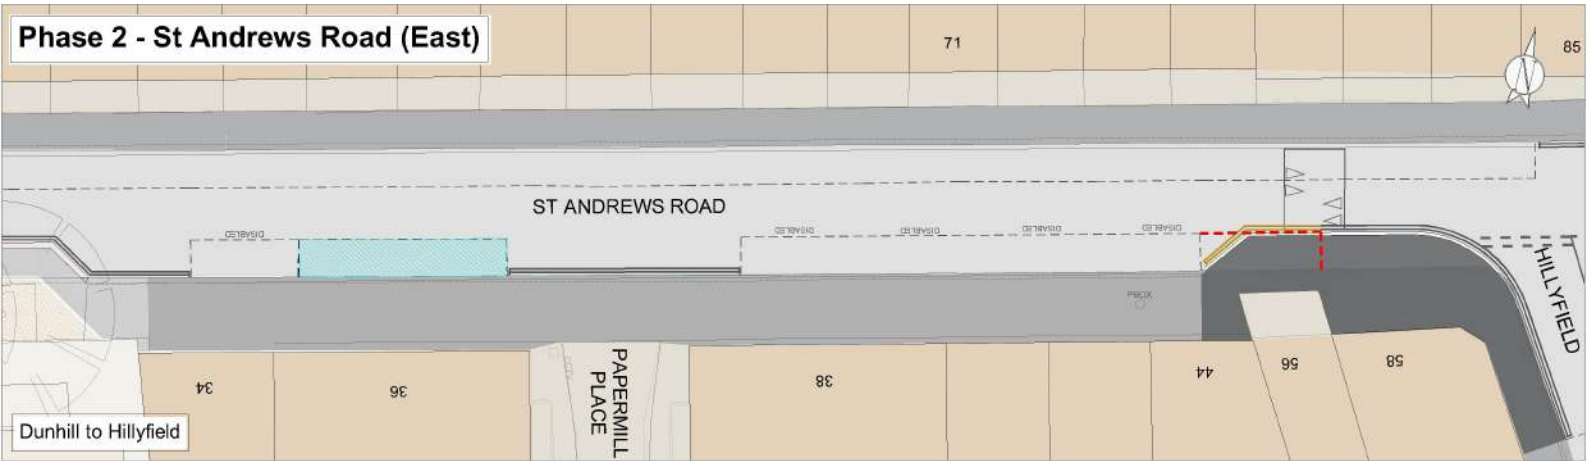 Phase 2 - St Andrews Road (East)
71
85
N
ST ANDREWS ROAD
DISABLED
DISABLED
DISABLED
DISABLED
DISABLED
HILLYFIELD
PBOX
34
36
PAPERMILL
PLACE
38
44
56
58
Dunhill to Hillyfield